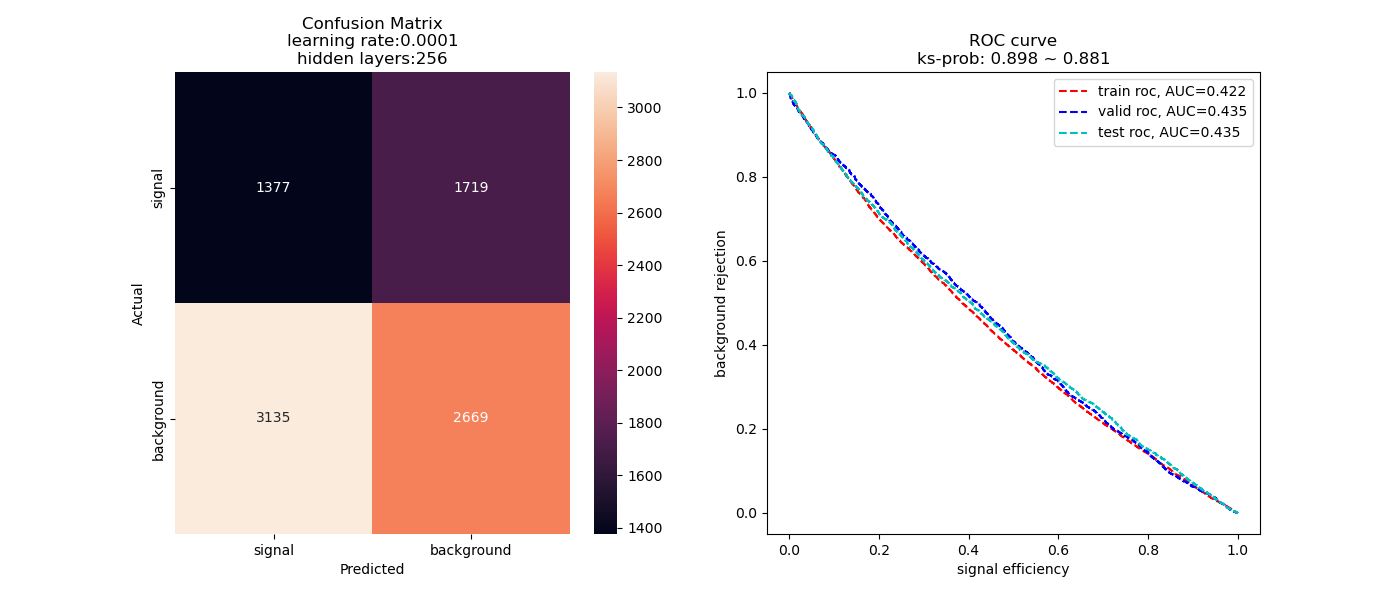 Confusion Matrix
learning rate:0.0001
hidden layers:256
signal
background
Actual
1377
1719
3135
2669
signal
background
Predicted
3000
2800
2600
2400
2200
2000
1800
1600
1400
ROC curve
ks-prob: 0.898 ~ 0.881
train roc, AUC=0.422
valid roc, AUC=0.435
test roc, AUC=0.435
background rejection
1.0
0.8
0.6
0.4
0.2
0.0
0.0
0.2
0.4
0.6
0.8
1.0
signal efficiency